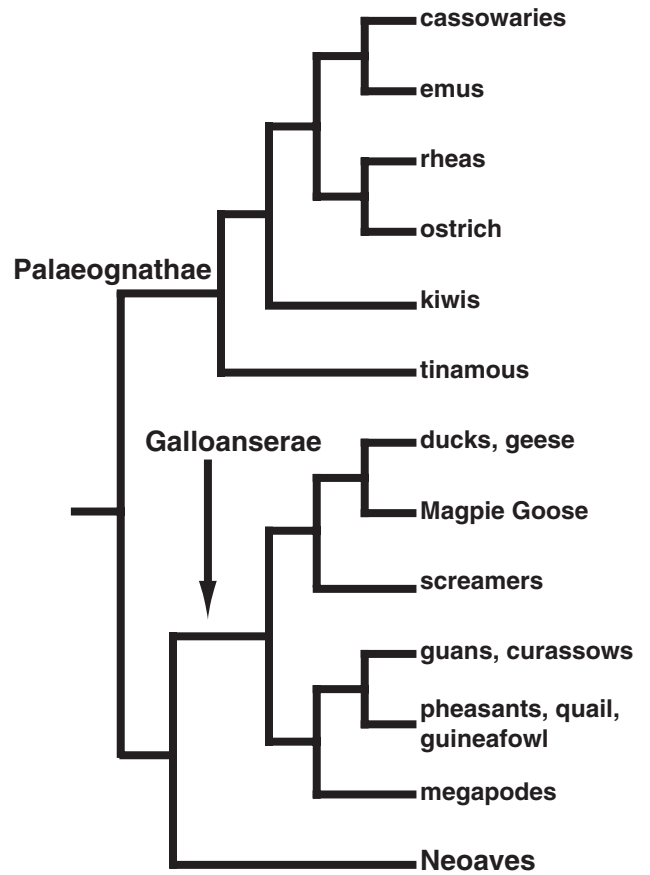 cassowaries
emus
rheas
ostrich
Palaeognathae
kiwis
tinamous
Galloanserae
ducks, geese
Magpie Goose
screamers
guans, curassows
pheasants, quail,
guineafowl
megapodes
Neoaves